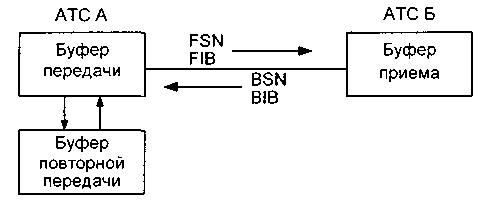 АТС А
АТС Б
Буфер
передачи
FSN
FIB
BSN
BIB
Буфер
приема
Буфер
повторной
передачи